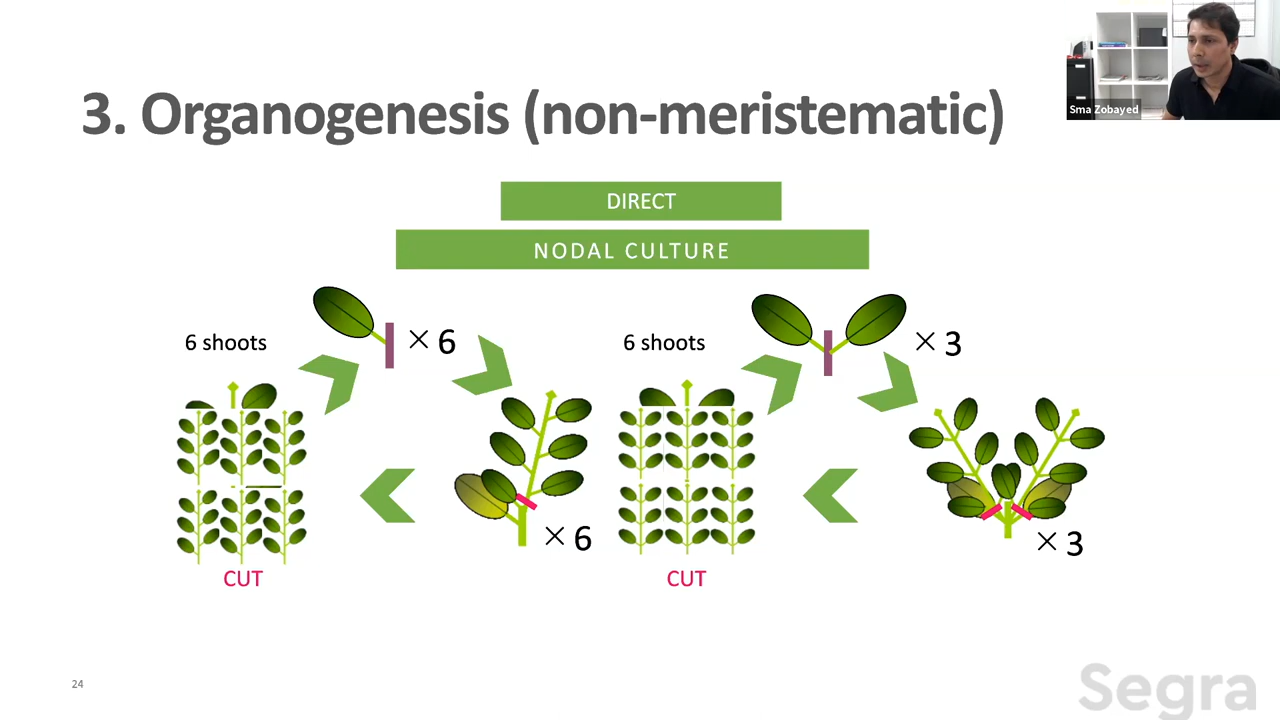 Sma Zobayed
3. Organogenesis (non-meristematic)
DIRECT
NODAL CULTURE
6 shoots
× 6
6 shoots
× 3
× 6
× 3
CUT
CUT
24
Segra